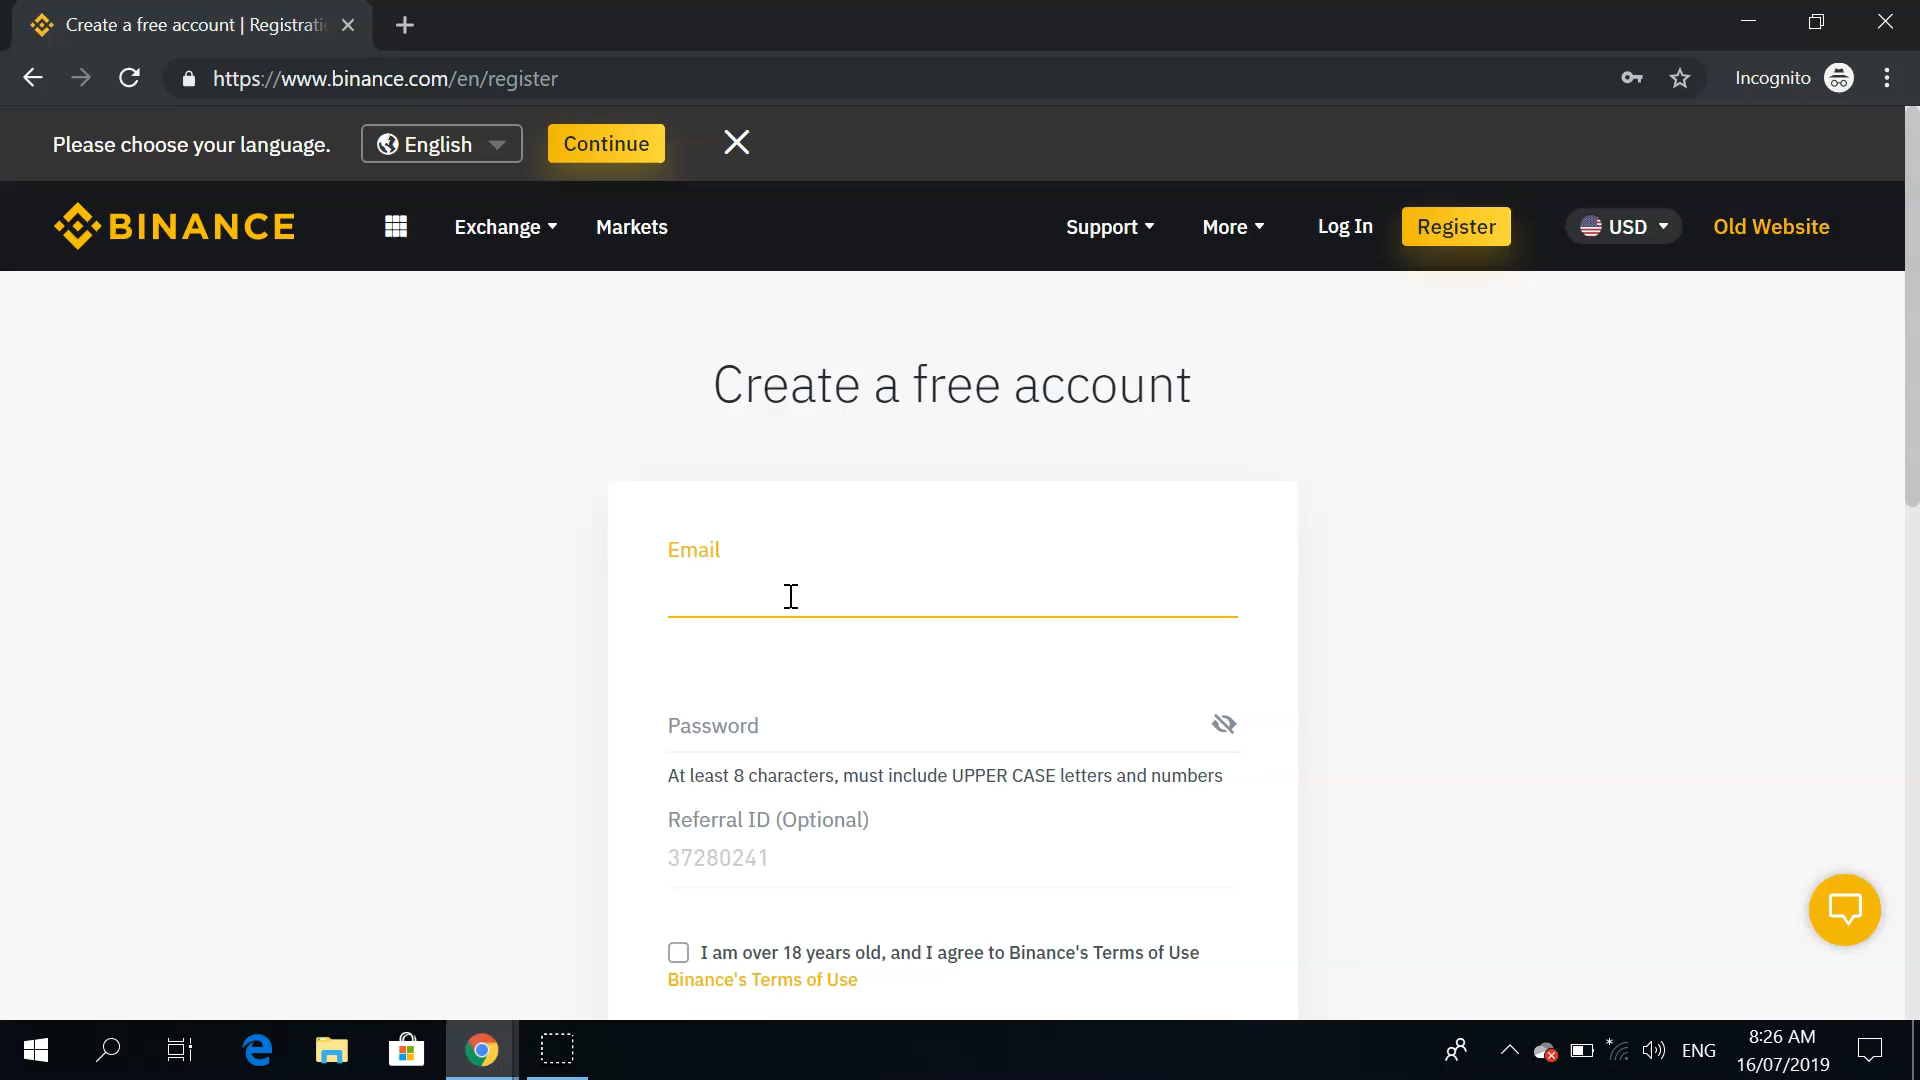 Create a free account | Registrati
https://www.binance.com/en/register
Incognito
Please choose your language.
English
Continue
BINANCE
Exchange
Markets
Support
More
Log In
Register
USD
Old Website
Create a free account
Email
Password
At least 8 characters, must include UPPER CASE letters and numbers
Referral ID (Optional)
37280241
I am over 18 years old, and I agree to Binance's Terms of Use
Binance's Terms of Use
ENG
8:26 AM
16/07/2019